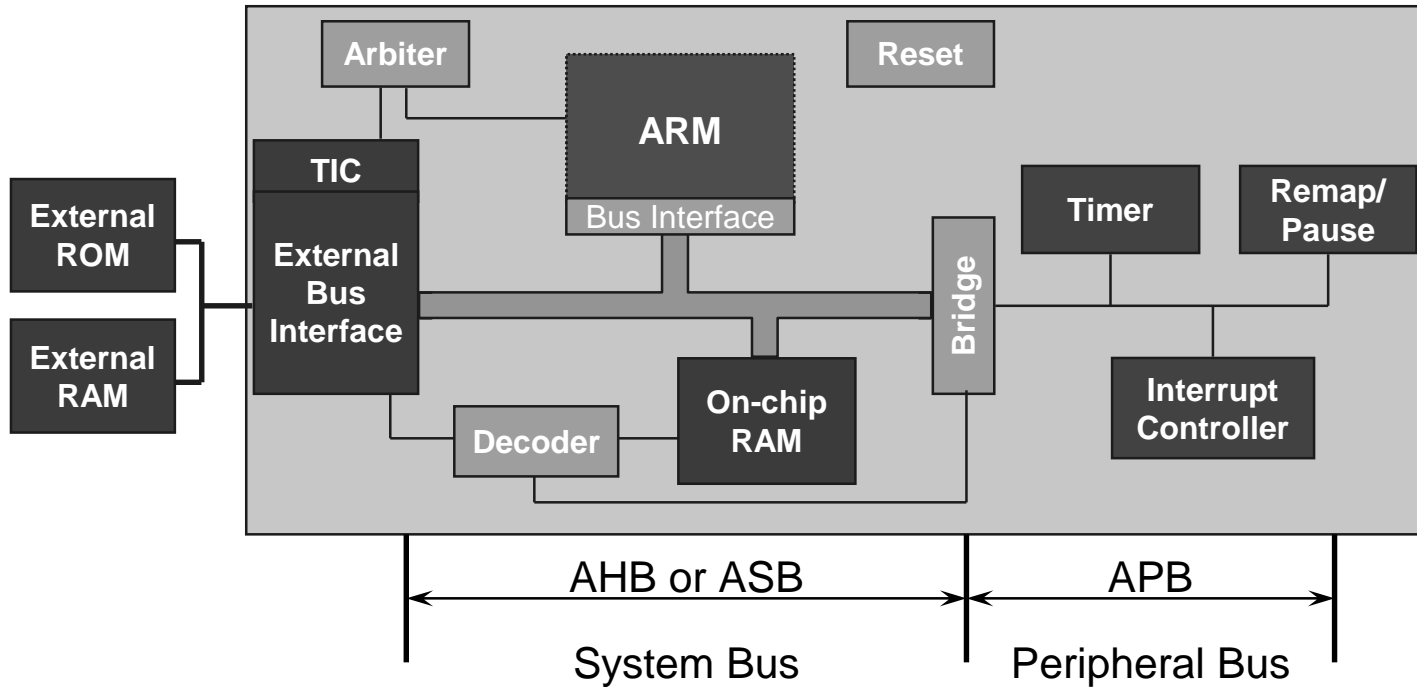 Arbiter
Reset
ARM
TIC
Bus Interface
External
ROM
External
RAM
External
Bus
Interface
Timer
Remap/
Pause
Bridge
On-chip
RAM
Decoder
Interrupt
Controller
AHB or ASB
APB
System Bus
Peripheral Bus